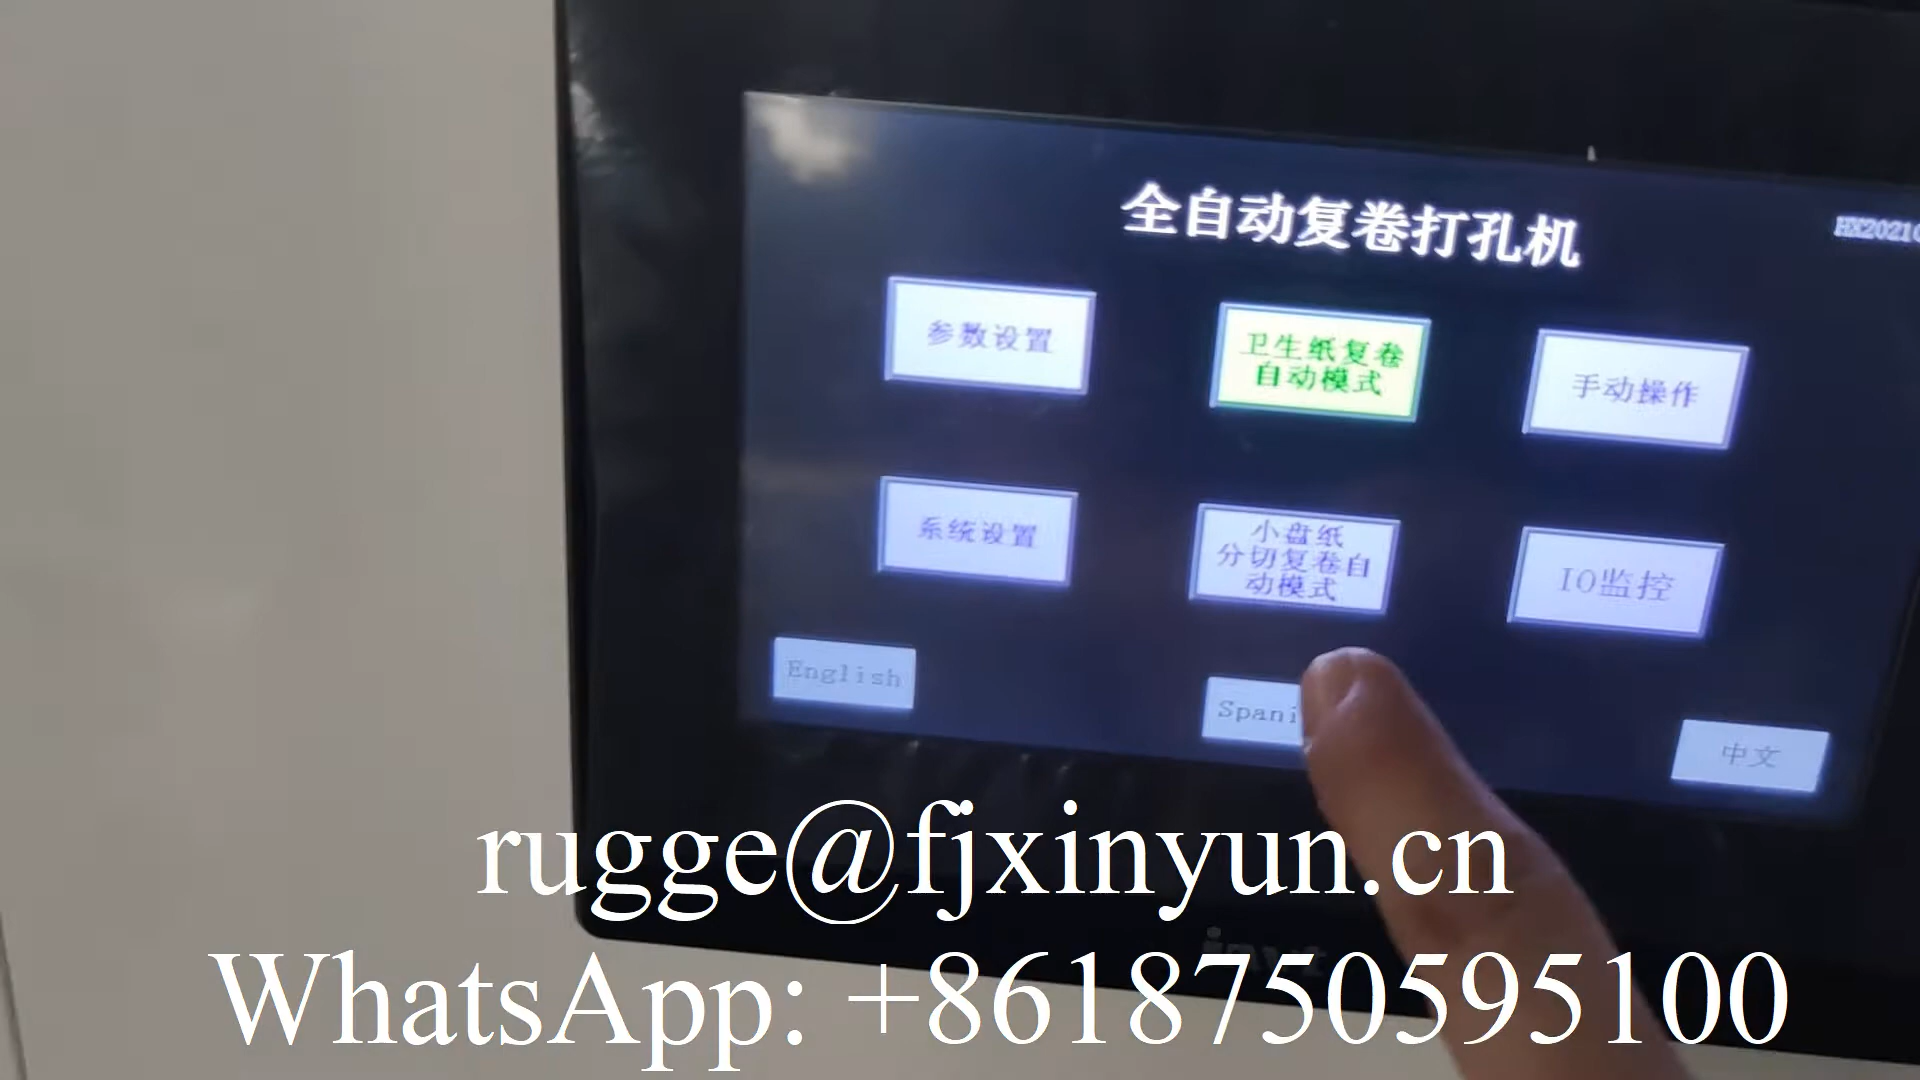 全自动复卷打孔机
HX2021
参数设置
卫生纸复卷
自动模式
手动操作
系统设置
小盘纸
分切复卷自
动模式
IO监控
English
Spani
中文
rugge@fjxinyun.cn
invt
WhatsApp: +8618750595100